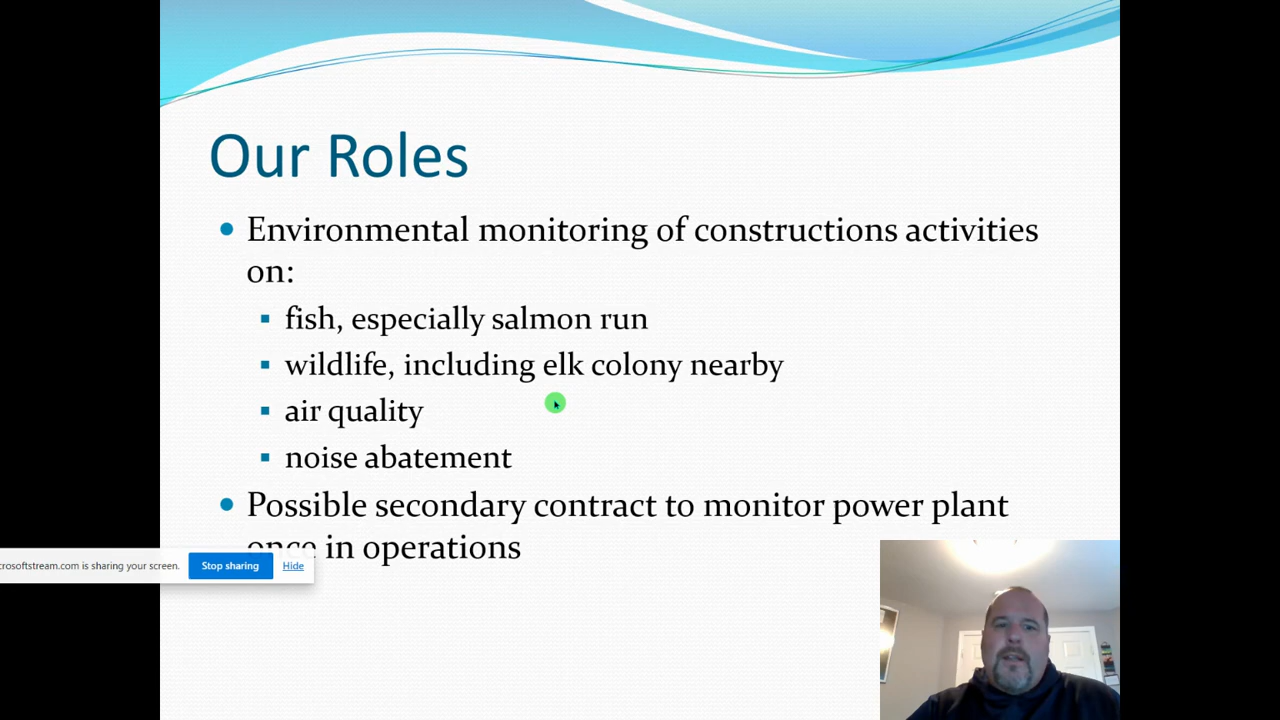 Our Roles
Environmental monitoring of constructions activities
on:
fish, especially salmon run
wildlife, including elk colony nearby
air quality
noise abatement
Possible secondary contract to monitor power plant
once in operations
crosoftstream.com is sharing your screen. Stop sharing Hide